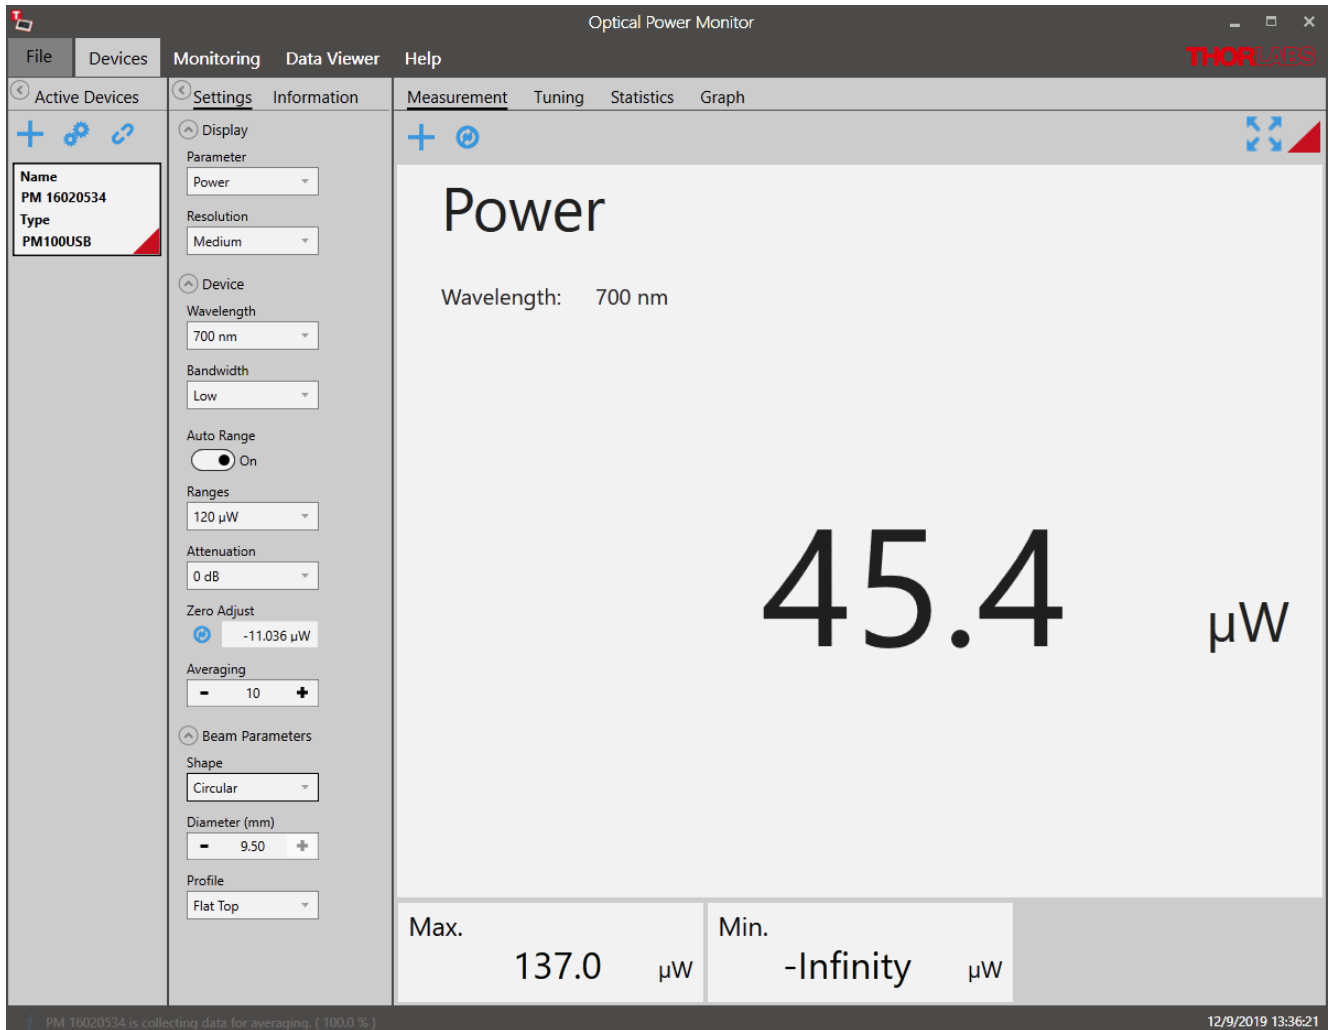 Optical Power Monitor
File Devices Monitoring Data Viewer Help
THORLABS
Active Devices
Name
PM 16020534
Type
PM100USB
Settings Information
Display
Parameter
Power
Resolution
Medium
Device
Wavelength
700 nm
Bandwidth
Low
Auto Range
On
Ranges
120 µW
Attenuation
0 dB
Zero Adjust
-11.036 µW
Averaging
- 10 +
Beam Parameters
Shape
Circular
Diameter (mm)
- 9.50 +
Profile
Flat Top
Measurement Tuning Statistics Graph
Power
Wavelength: 700 nm
45.4 µW
Max.
137.0 µW
Min.
-Infinity µW
i PM 16020534 is collecting data for averaging. ( 100.0 % )
12/9/2019 13:36:21